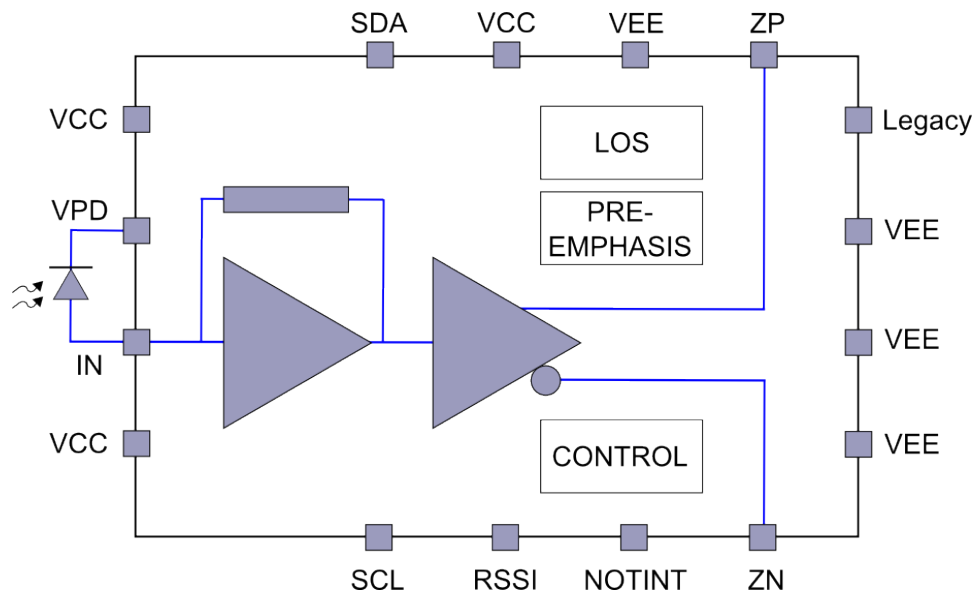 SDA
VCC
VEE
ZP
VCC
Legacy
LOS
VPD
PRE-
EMPHASIS
VEE
IN
VEE
VCC
CONTROL
VEE
SCL
RSSI
NOTINT
ZN